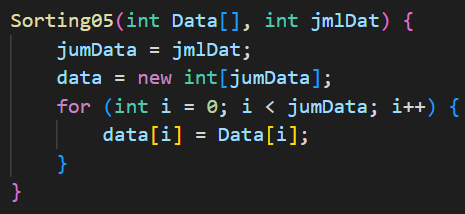 Sorting05(int Data[], int jmlDat) {
    jumData = jmlDat;
    data = new int[jumData];
    for (int i = 0; i < jumData; i++) {
        data[i] = Data[i];
    }
}